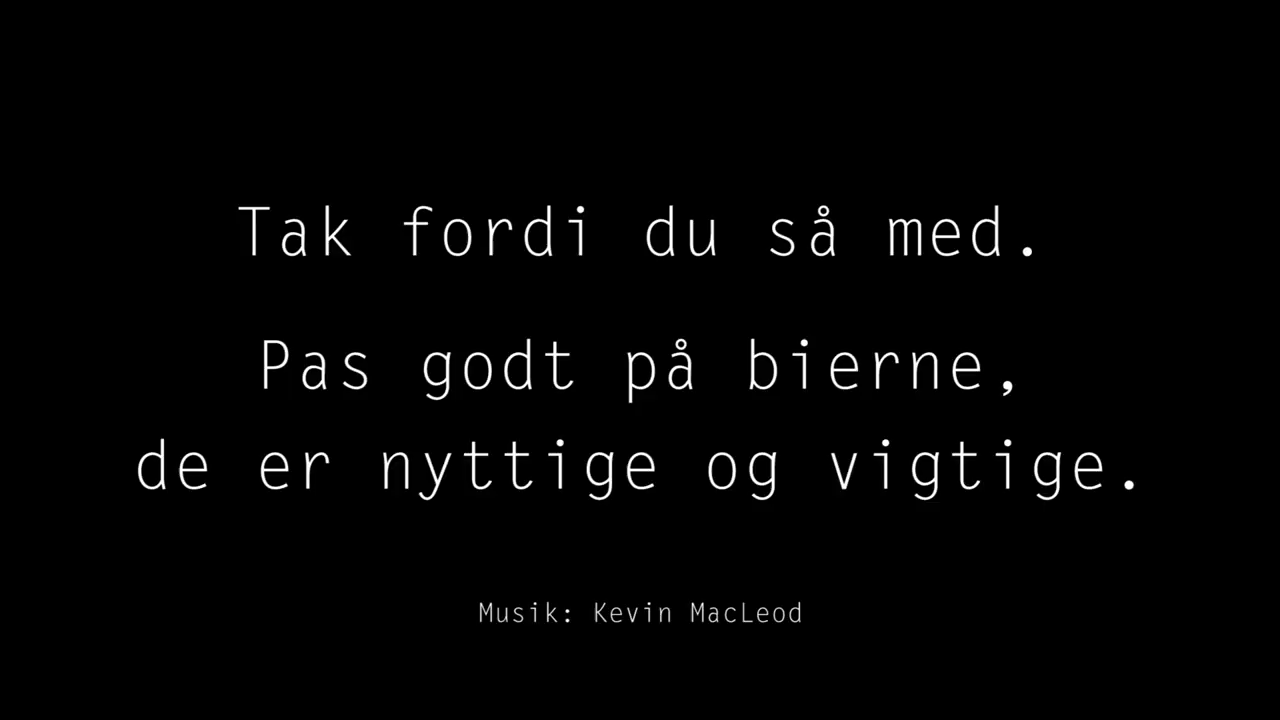 Tak fordi du så med.
Pas godt på bierne,
de er nyttige og vigtige.
Musik: Kevin MacLeod